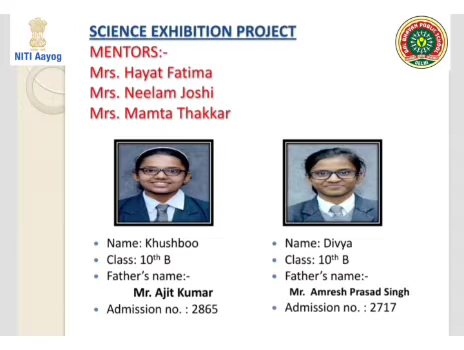 SCIENCE EXHIBITION PROJECT
MENTORS:-
Mrs. Hayat Fatima
Mrs. Neelam Joshi
Mrs. Mamta Thakkar
NITI Aayog
• Name: Khushboo
• Class: 10th B
• Father's name:-
Mr. Ajit Kumar
• Admission no. : 2865
• Name: Divya
• Class: 10th B
• Father's name:-
Mr. Amresh Prasad Singh
• Admission no. : 2717